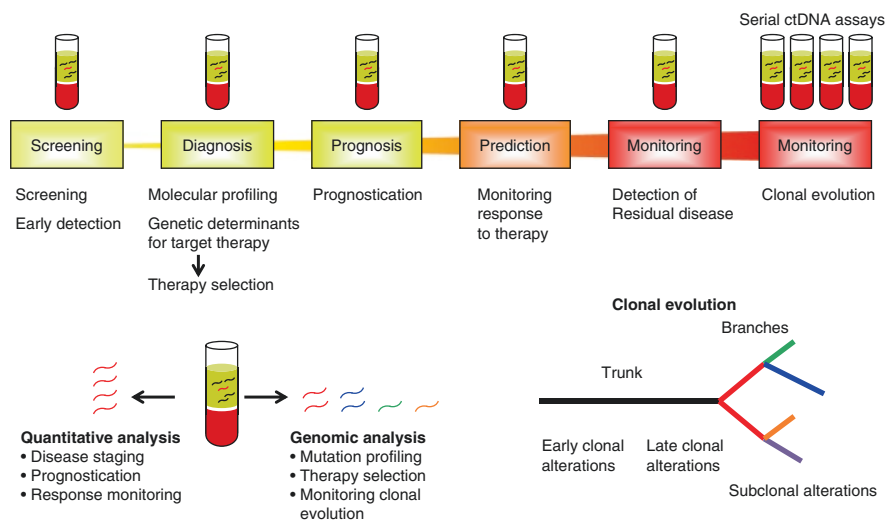 Serial ctDNA assays
Screening
Diagnosis
Prognosis
Prediction
Monitoring
Monitoring
Screening
Early detection
Molecular profiling
Genetic determinants
for target therapy
Therapy selection
Prognostication
Monitoring
response
to therapy
Detection of
Residual disease
Clonal evolution
Quantitative analysis
• Disease staging
• Prognostication
• Response monitoring
Genomic analysis
• Mutation profiling
• Therapy selection
• Monitoring clonal
evolution
Clonal evolution
Branches
Trunk
Early clonal
alterations
Late clonal
alterations
Subclonal alterations